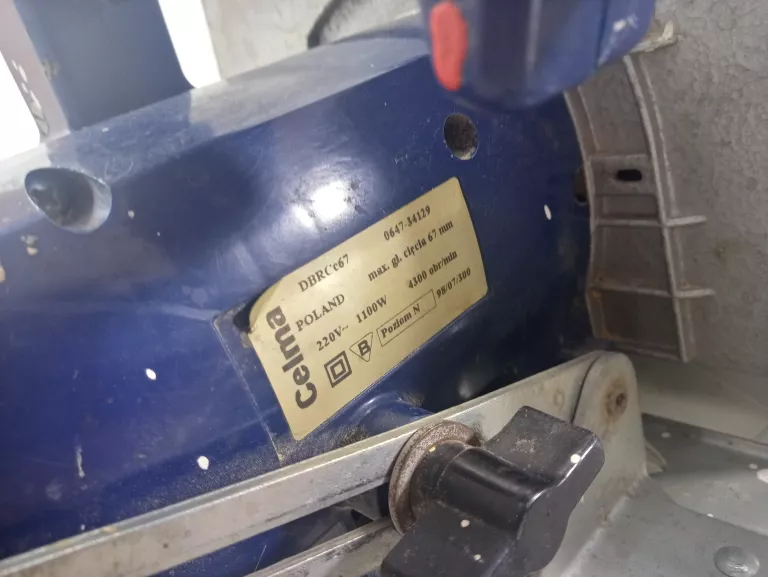 Celma
DBRCc67 0647-34129
POLAND max. gł. cięcia 67 mm
220V~ 1100W 4300 obr/min
B Poziom N 98/07/300